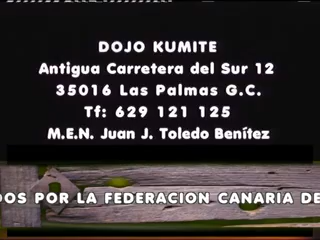 DOJO KUMITE
Antigua Carretera del Sur 12
35016 Las Palmas G.C.
Tf: 629 121 125
M.E.N. Juan J. Toledo Benítez
DOS POR LA FEDERACION CANARIA DE